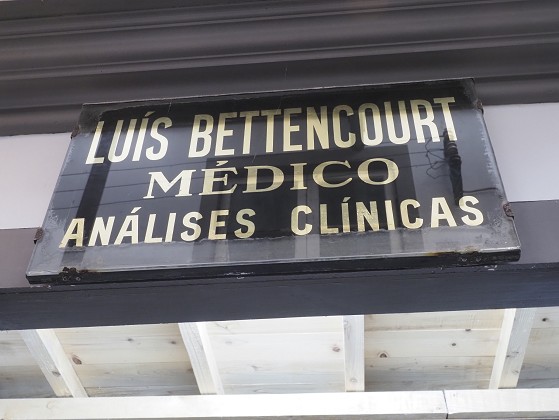 LUÍS BETTENCOURT
MÉDICO
ANÁLISES CLÍNICAS